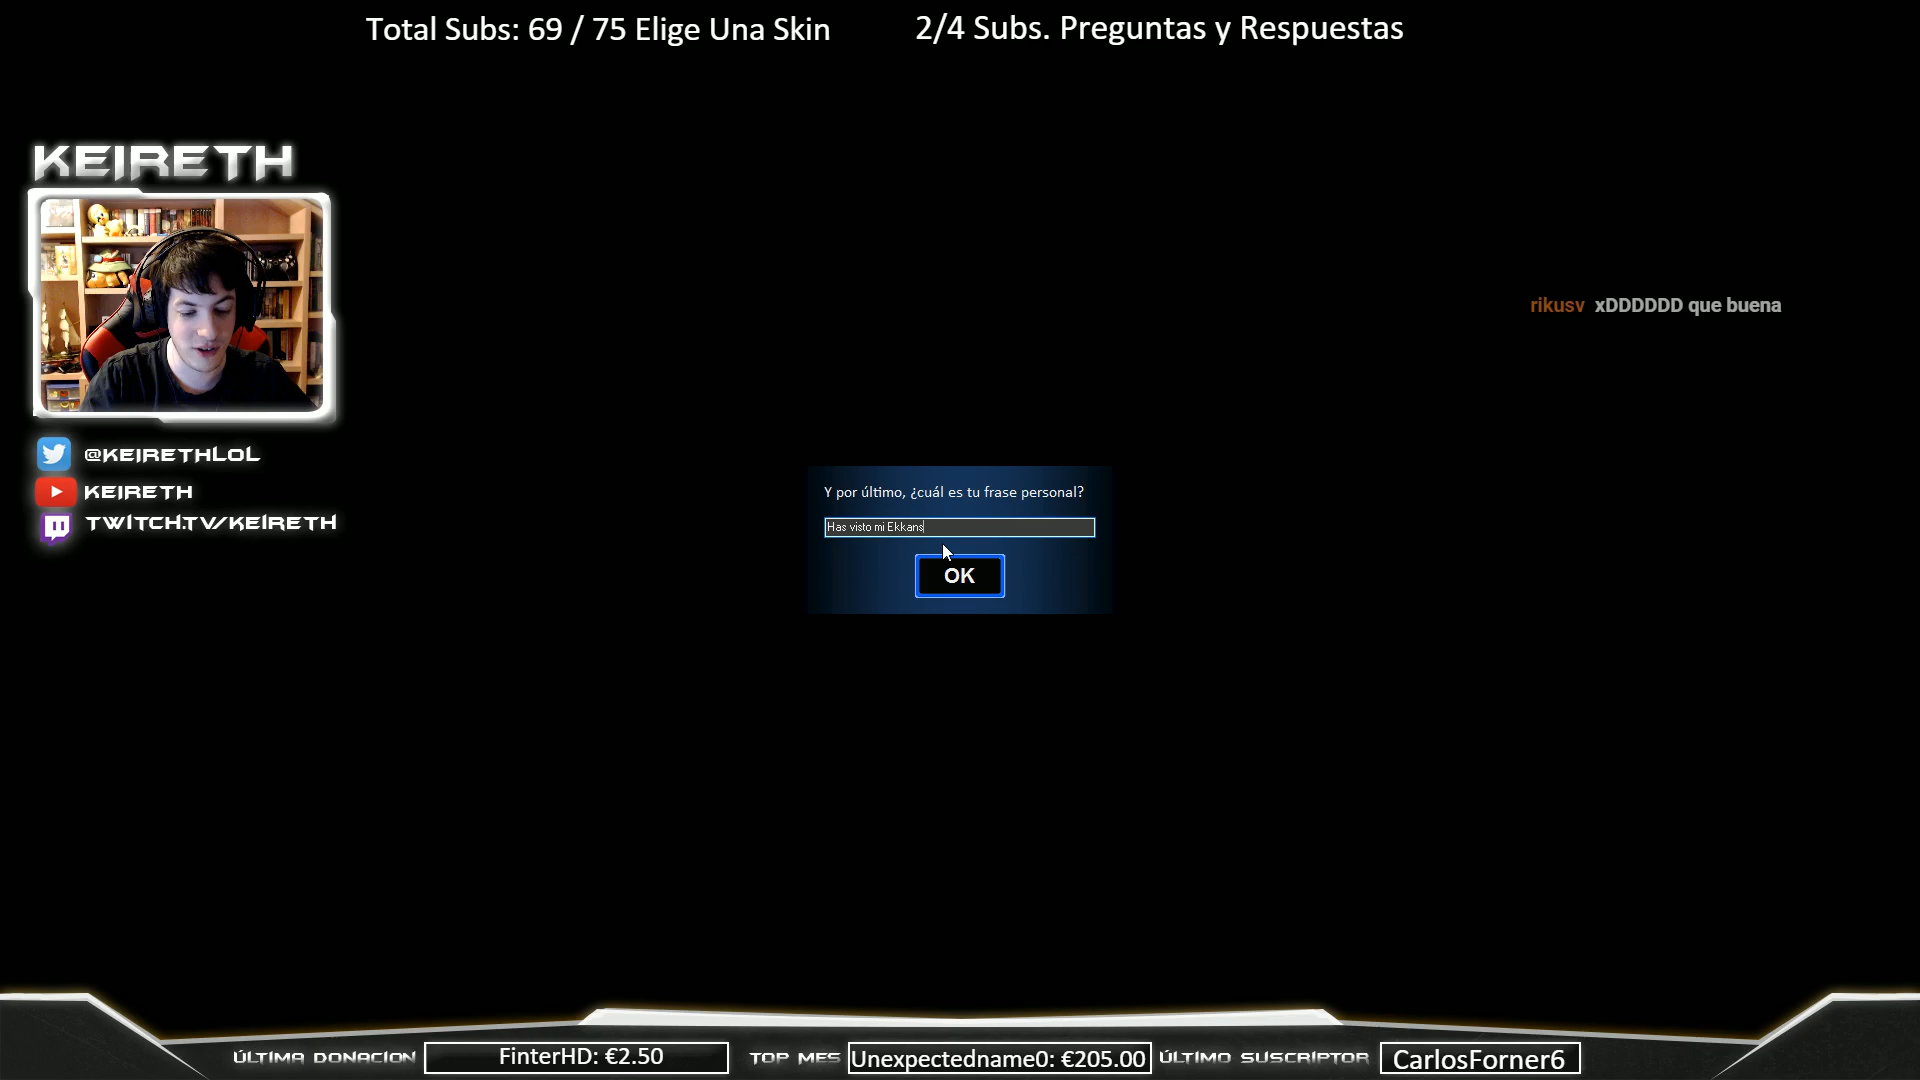 Total Subs: 69 / 75 Elige Una Skin
2/4 Subs. Preguntas y Respuestas
KEIRETH
@KEIRETHLOL
KEIRETH
TWITCH.TV/KEIRETH
rikusv xDDDDDD que buena
Y por último, ¿cuál es tu frase personal?
Has visto mi Ekkans
OK
ÚLTIMA DONACION
FinterHD: €2.50
TOP MES
Unexpectedname0: €205.00
ÚLTIMO SUSCRIPTOR
CarlosForner6